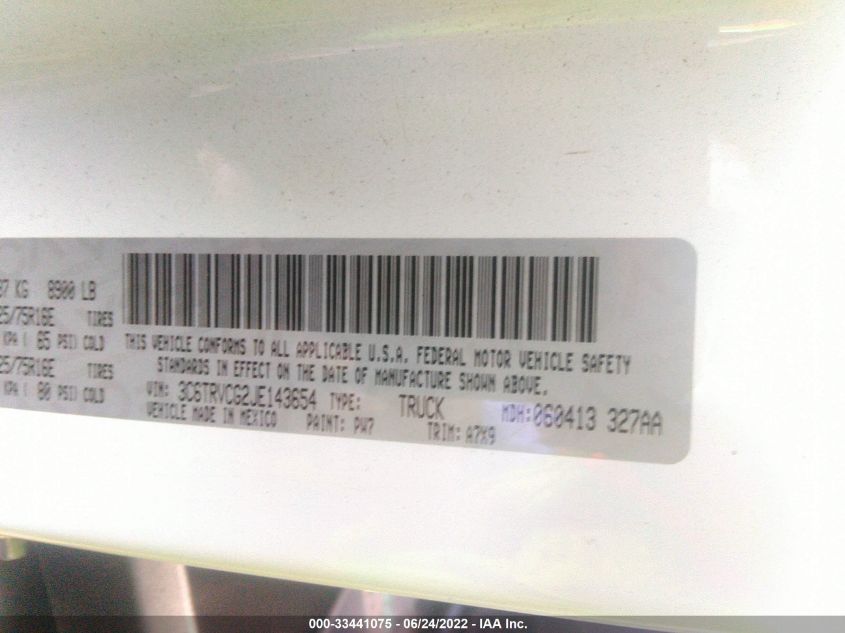 37 KG 8900 LB
25/75R16E TIRES
KPA ( 65 PSI) COLD
25/75R16E TIRES
KPA ( 80 PSI) COLD
THIS VEHICLE CONFORMS TO ALL APPLICABLE U.S.A. FEDERAL MOTOR VEHICLE SAFETY
STANDARDS IN EFFECT ON THE DATE OF MANUFACTURE SHOWN ABOVE.
VIN: 3C6TRVCG2JE143654 TYPE: TRUCK MDH:060413 327AA
VEHICLE MADE IN MEXICO PAINT: PW7 TRIM: A7X9
000-33441075 - 06/24/2022 - IAA Inc.